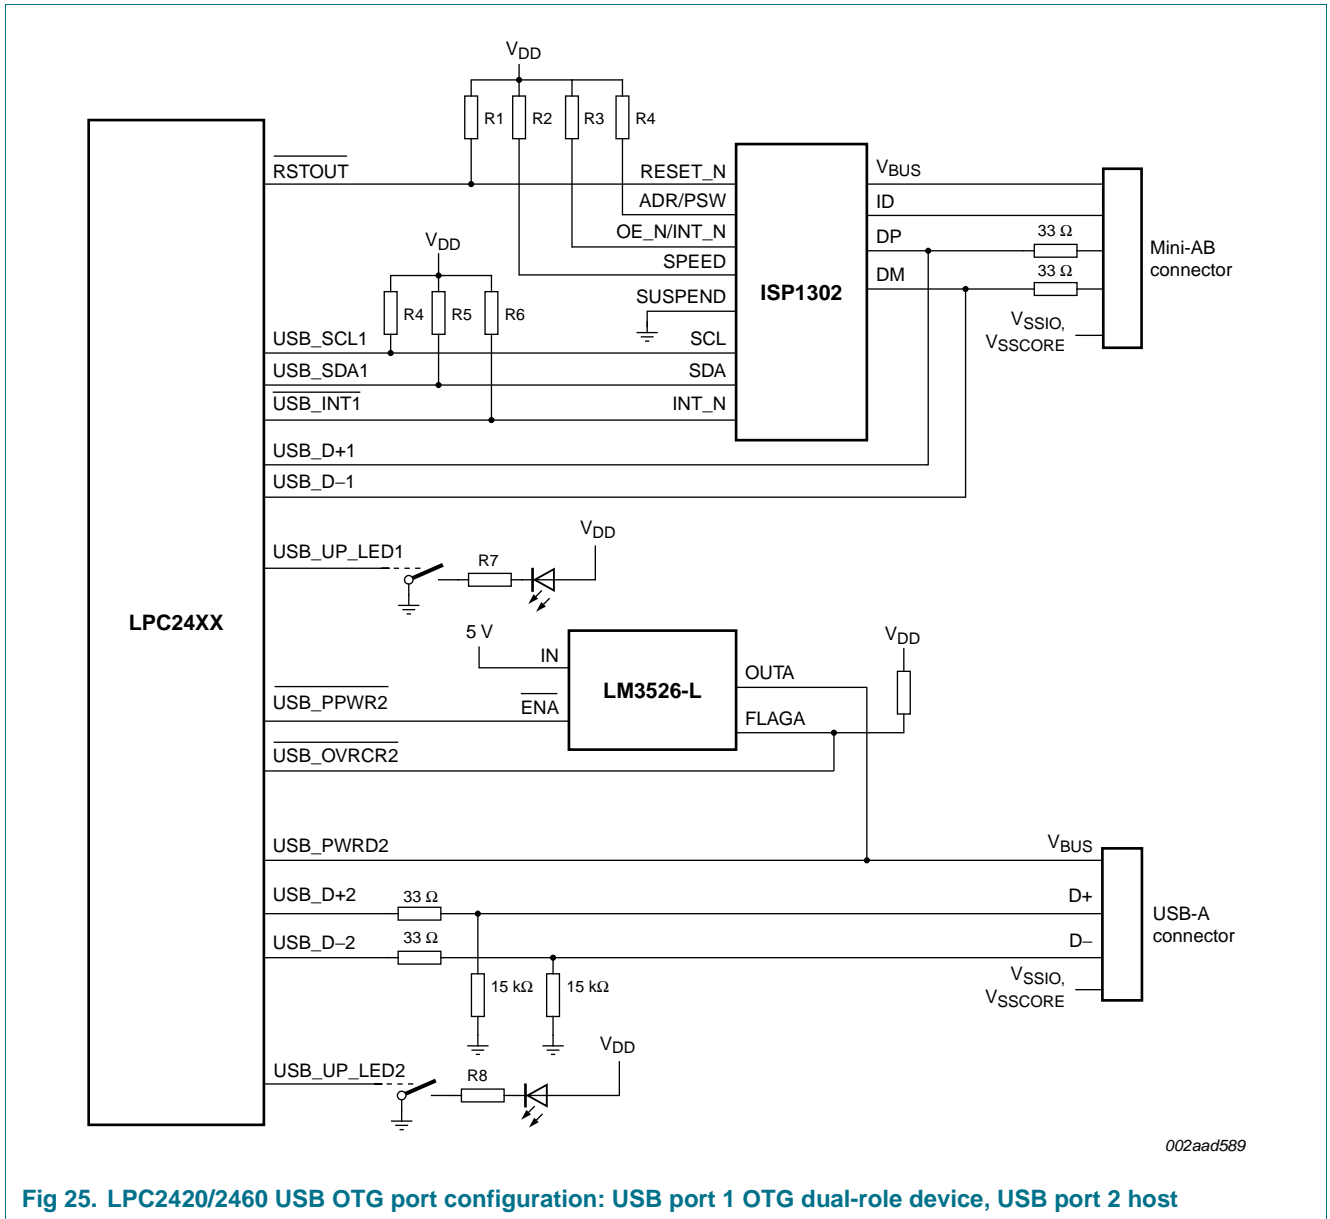 VDD
R1
R2
R3
R4
RSTOUT
RESET_N
VBUS
ADR/PSW
ID
OE_N/INT_N
DP
33 Ω
Mini-AB
connector
VDD
SPEED
DM
33 Ω
ISP1302
SUSPEND
R4
R5
R6
VSSIO,
VSSCORE
USB_SCL1
SCL
USB_SDA1
SDA
USB_INT1
INT_N
USB_D+1
USB_D−1
VDD
USB_UP_LED1
R7
LPC24XX
5 V
IN
VDD
OUTA
LM3526-L
USB_PPWR2
ENA
FLAGA
USB_OVRCR2
USB_PWRD2
VBUS
USB_D+2
33 Ω
D+
USB-A
connector
USB_D−2
33 Ω
D−
15 kΩ
15 kΩ
VSSIO,
VSSCORE
VDD
USB_UP_LED2
R8
002aad589
Fig 25. LPC2420/2460 USB OTG port configuration: USB port 1 OTG dual-role device, USB port 2 host